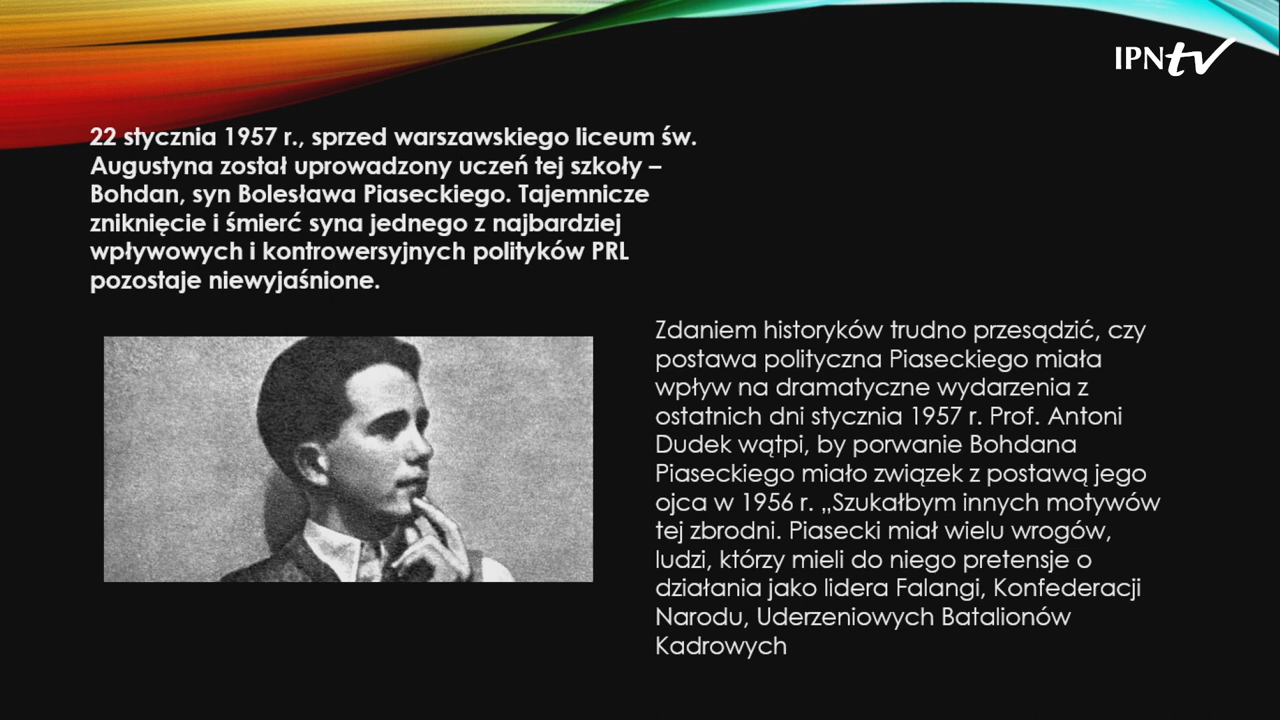 IPNtv
22 stycznia 1957 r., sprzed warszawskiego liceum św.
Augustyna został uprowadzony uczeń tej szkoły –
Bohdan, syn Bolesława Piaseckiego. Tajemnicze
zniknięcie i śmierć syna jednego z najbardziej
wpływowych i kontrowersyjnych polityków PRL
pozostaje niewyjaśnione.
Zdaniem historyków trudno przesądzić, czy
postawa polityczna Piaseckiego miała
wpływ na dramatyczne wydarzenia z
ostatnich dni stycznia 1957 r. Prof. Antoni
Dudek wątpi, by porwanie Bohdana
Piaseckiego miało związek z postawą jego
ojca w 1956 r. „Szukałbym innych motywów
tej zbrodni. Piasecki miał wielu wrogów,
ludzi, którzy mieli do niego pretensje o
działania jako lidera Falangi, Konfederacji
Narodu, Uderzeniowych Batalionów
Kadrowych